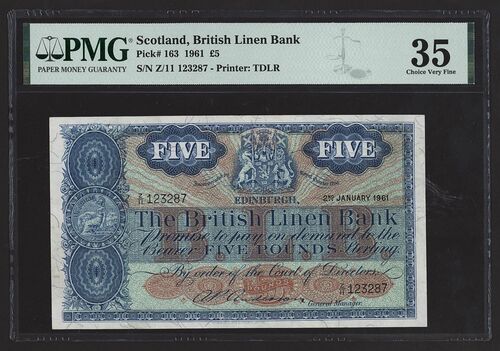 PMG
PAPER MONEY GUARANTY
Scotland, British Linen Bank
Pick# 163 1961 £5
S/N Z/11 123287 - Printer: TDLR
35
Choice Very Fine
FIVE FIVE
EDINBURGH, 2ND JANUARY 1961
Z/11 123287
The British Linen Bank
Promise to pay on demand to the
Bearer FIVE POUNDS Sterling.
By order of the Court of Directors
Z/11 123287
General Manager.